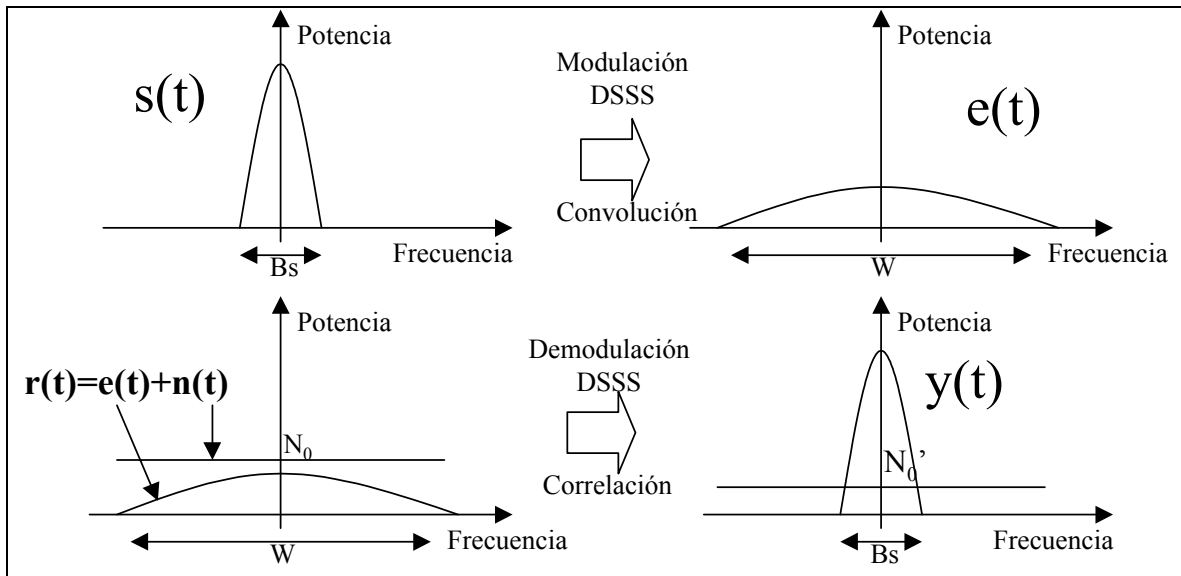 Potencia
s(t)
Frecuencia
Bs
Modulación
DSSS
Convolución
Potencia
e(t)
Frecuencia
W
Potencia
r(t)=e(t)+n(t)
N₀
Frecuencia
W
Demodulación
DSSS
Correlación
Potencia
y(t)
N₀’
Frecuencia
Bs